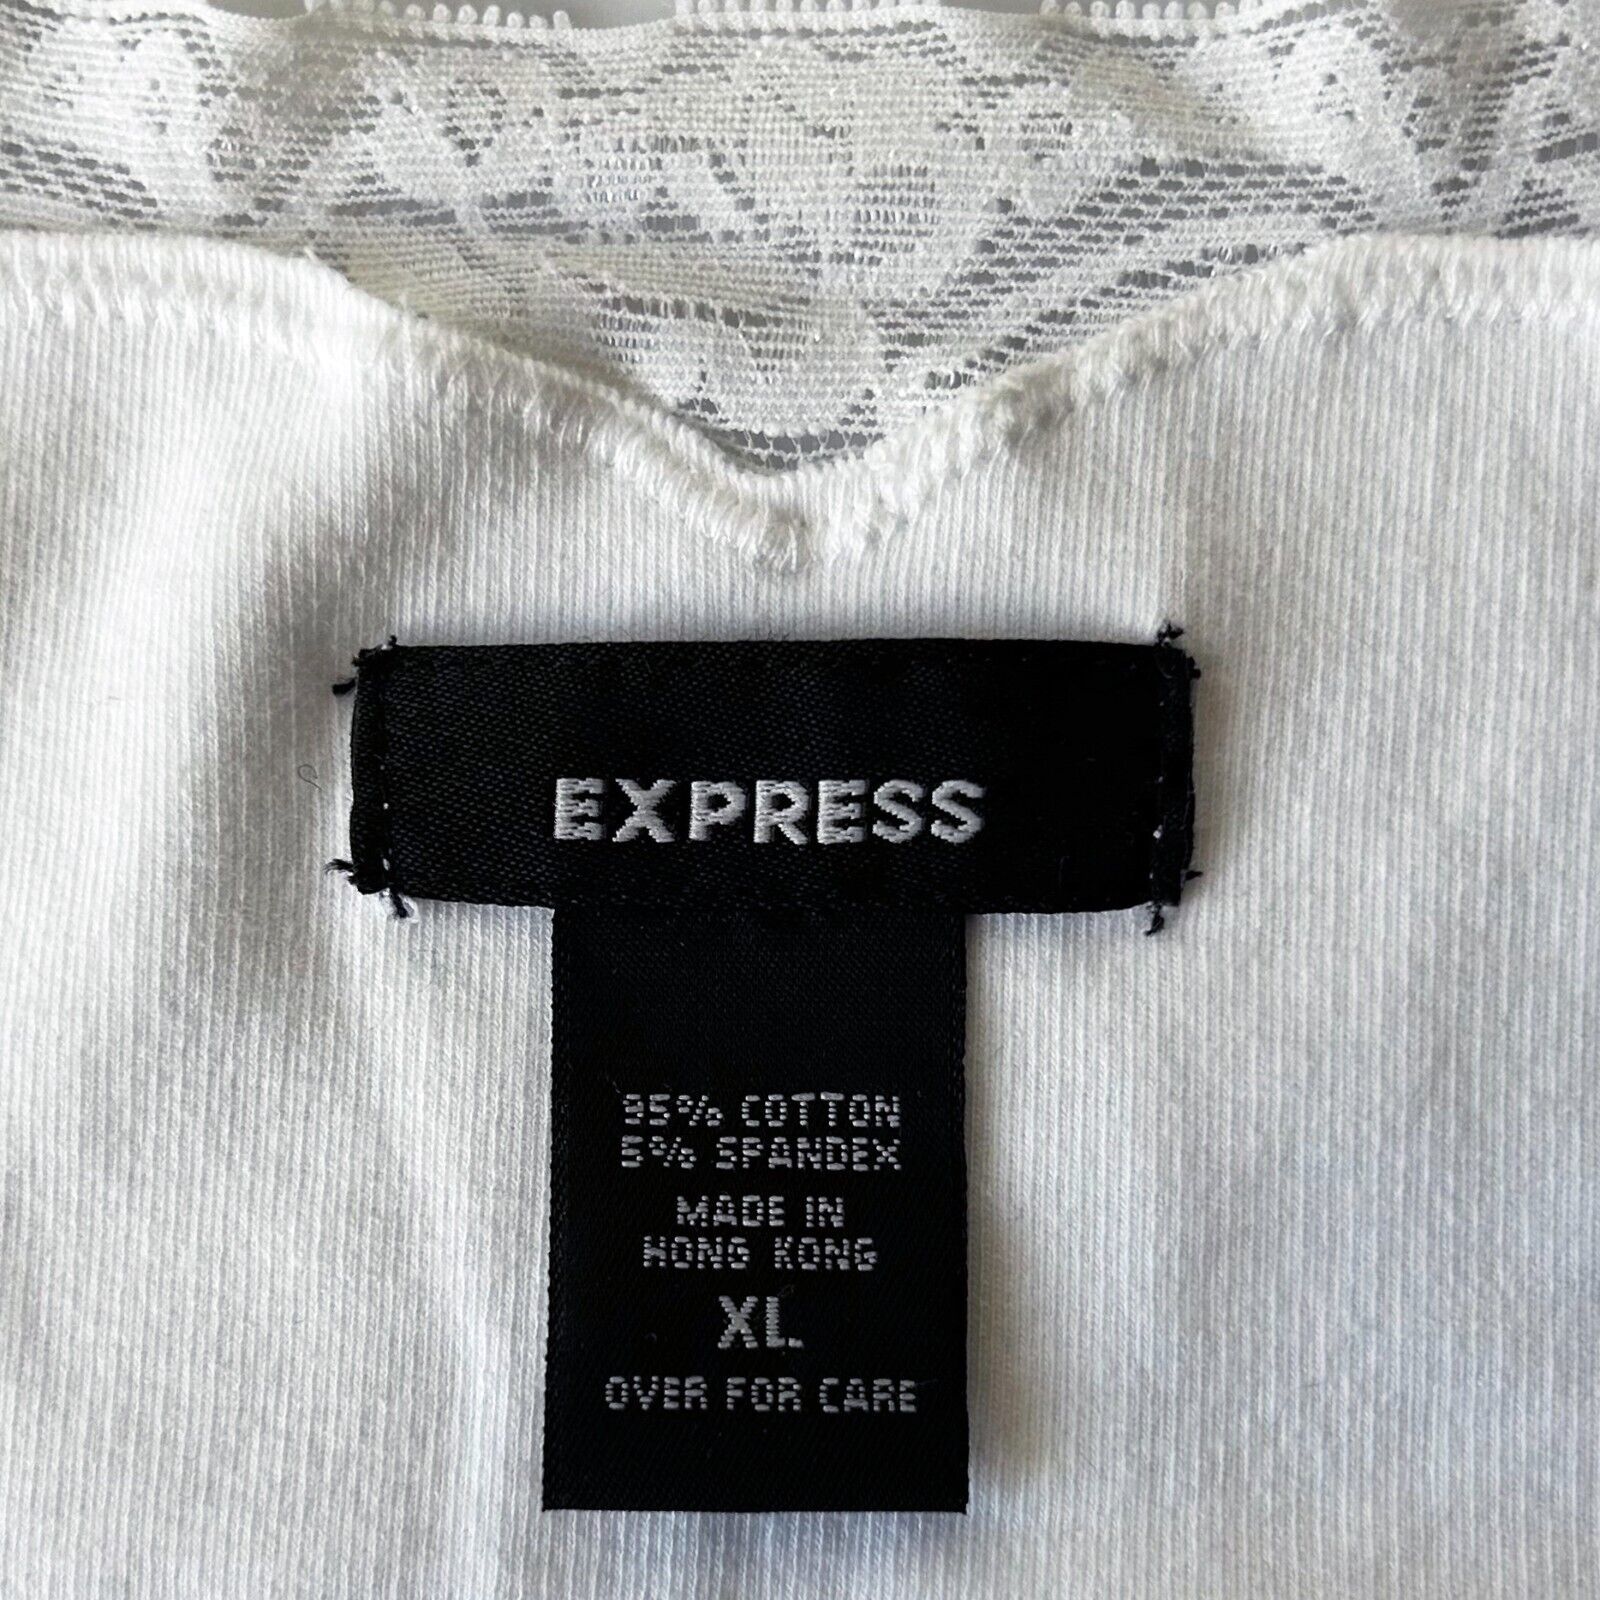 EXPRESS
95% COTTON
5% SPANDEX
MADE IN
HONG KONG
XL
OVER FOR CARE